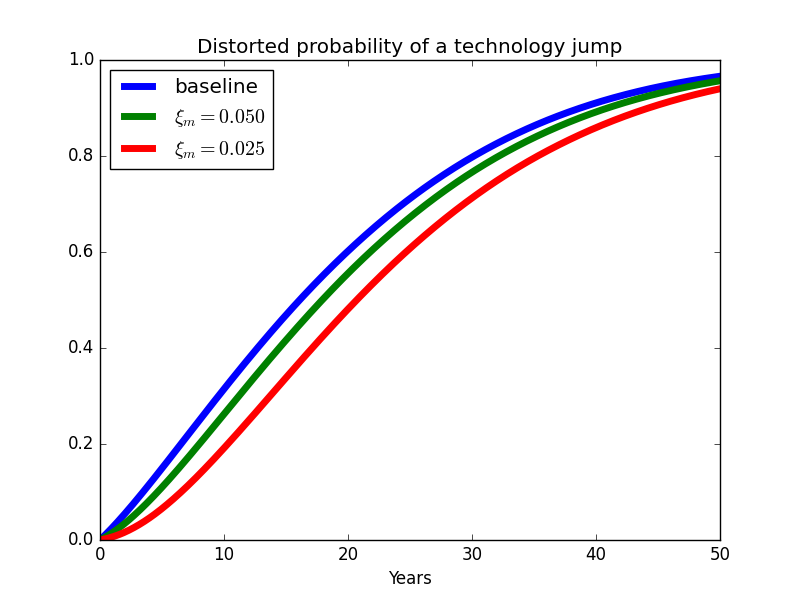 Distorted probability of a technology jump
1.0
0.8
0.6
0.4
0.2
0.0
baseline
ξₘ = 0.050
ξₘ = 0.025
0 10 20 30 40 50
Years